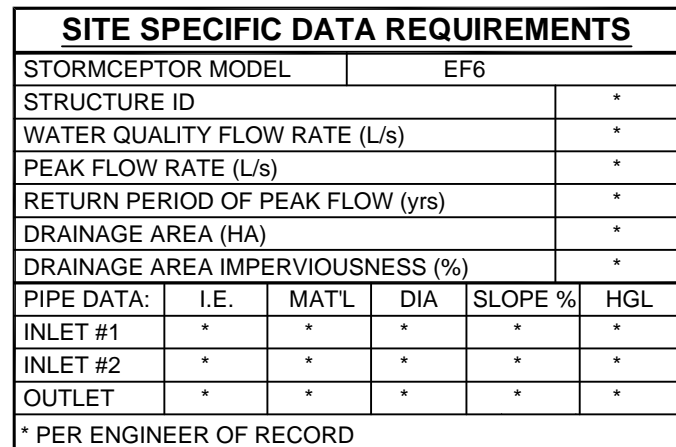 SITE SPECIFIC DATA REQUIREMENTS
STORMCEPTOR MODEL EF6
STRUCTURE ID *
WATER QUALITY FLOW RATE (L/s) *
PEAK FLOW RATE (L/s) *
RETURN PERIOD OF PEAK FLOW (yrs) *
DRAINAGE AREA (HA) *
DRAINAGE AREA IMPERVIOUSNESS (%) *
PIPE DATA: I.E. MAT'L DIA SLOPE % HGL
INLET #1 * * * * *
INLET #2 * * * * *
OUTLET * * * * *
* PER ENGINEER OF RECORD